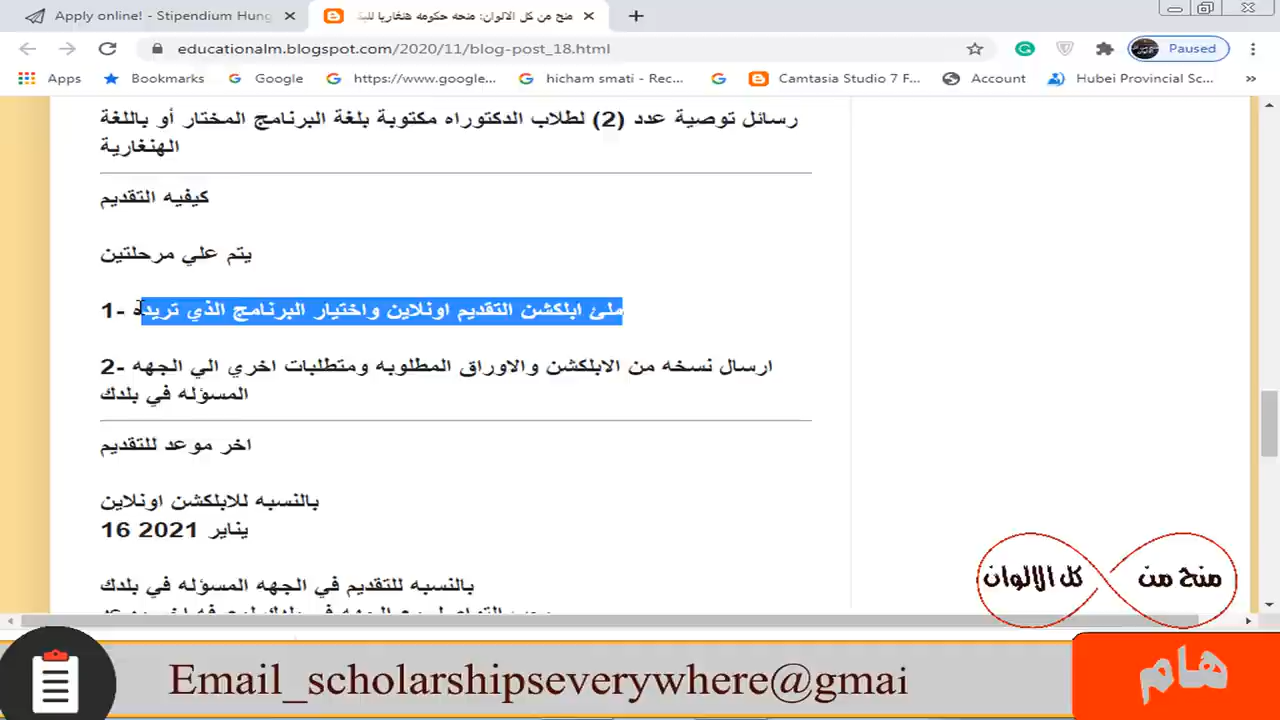 Apply online! - Stipendium Hung
منح من كل الالوان: منحه حكومه هنغاريا للبك
educationalm.blogspot.com/2020/11/blog-post_18.html
Paused
Apps
Bookmarks
Google
https://www.google...
hicham smati - Rec...
Camtasia Studio 7 F...
Account
Hubei Provincial Sc...
»
رسائل توصية عدد (2) لطلاب الدكتوراه مكتوبة بلغة البرنامج المختار أو باللغة
الهنغارية
كيفيه التقديم
يتم علي مرحلتين
1- ملئ ابلكشن التقديم اونلاين واختيار البرنامج الذي تريده
2- ارسال نسخه من الابلكشن والاوراق المطلوبه ومتطلبات اخري الي الجهه
المسؤله في بلدك
اخر موعد للتقديم
بالنسبه للابلكشن اونلاين
16 يناير 2021
بالنسبه للتقديم في الجهه المسؤله في بلدك
منح من
كل الالوان
Email_scholarshipseverywhere@gmai
هام